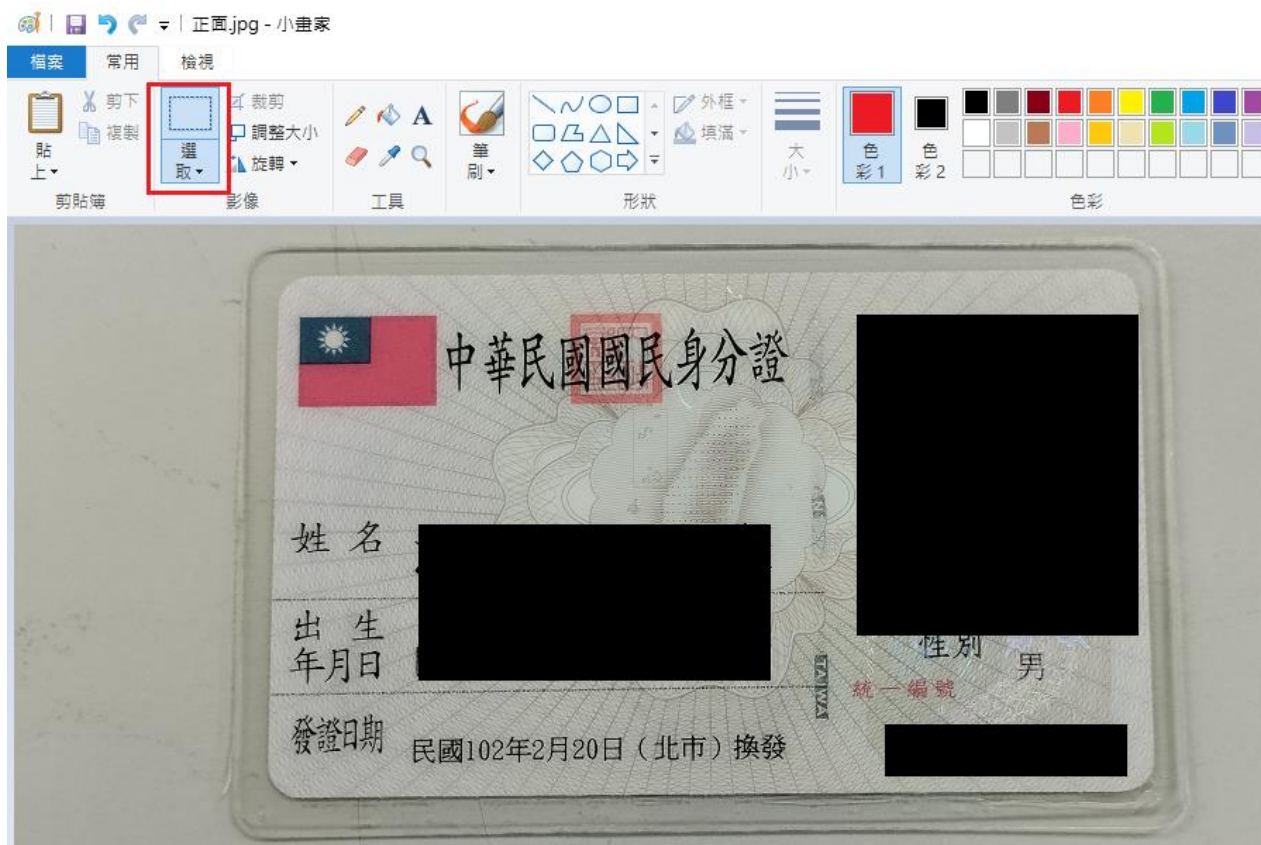 正面.jpg - 小畫家
檔案 常用 檢視
貼上 剪下 複製
選取 裁剪 調整大小 旋轉
A
筆刷
外框 填滿
大小
色彩 1 色彩 2
剪貼簿 影像 工具 形狀 色彩
中華民國國民身分證
姓名
出生年月日
性別 男
統一編號
TAIWAN
發證日期 民國102年2月20日（北市）換發